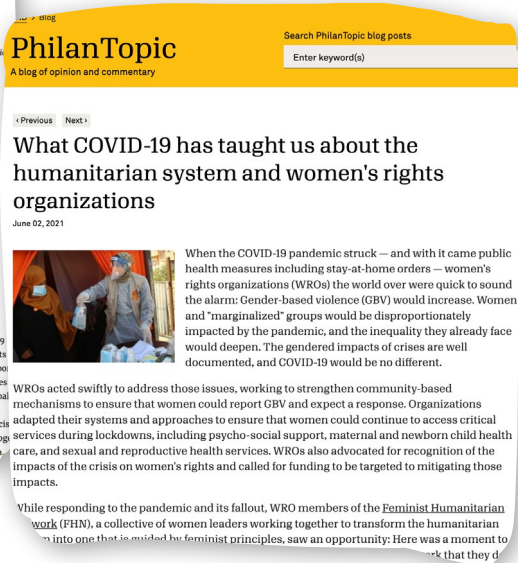 Blog
PhilanTopic
A blog of opinion and commentary
Search PhilanTopic blog posts
Enter keyword(s)
‹ Previous Next ›
What COVID-19 has taught us about the
humanitarian system and women's rights
organizations
June 02, 2021
When the COVID-19 pandemic struck — and with it came public
health measures including stay-at-home orders — women's
rights organizations (WROs) the world over were quick to sound
the alarm: Gender-based violence (GBV) would increase. Women
and "marginalized" groups would be disproportionately
impacted by the pandemic, and the inequality they already face
would deepen. The gendered impacts of crises are well
documented, and COVID-19 would be no different.
WROs acted swiftly to address those issues, working to strengthen community-based
mechanisms to ensure that women could report GBV and expect a response. Organizations
adapted their systems and approaches to ensure that women could continue to access critical
services during lockdowns, including psycho-social support, maternal and newborn child health
care, and sexual and reproductive health services. WROs also advocated for recognition of the
impacts of the crisis on women's rights and called for funding to be targeted to mitigating those
impacts.
While responding to the pandemic and its fallout, WRO members of the Feminist Humanitarian
work (FHN), a collective of women leaders working together to transform the humanitarian
into one that is guided by feminist principles, saw an opportunity: Here was a moment to
that they